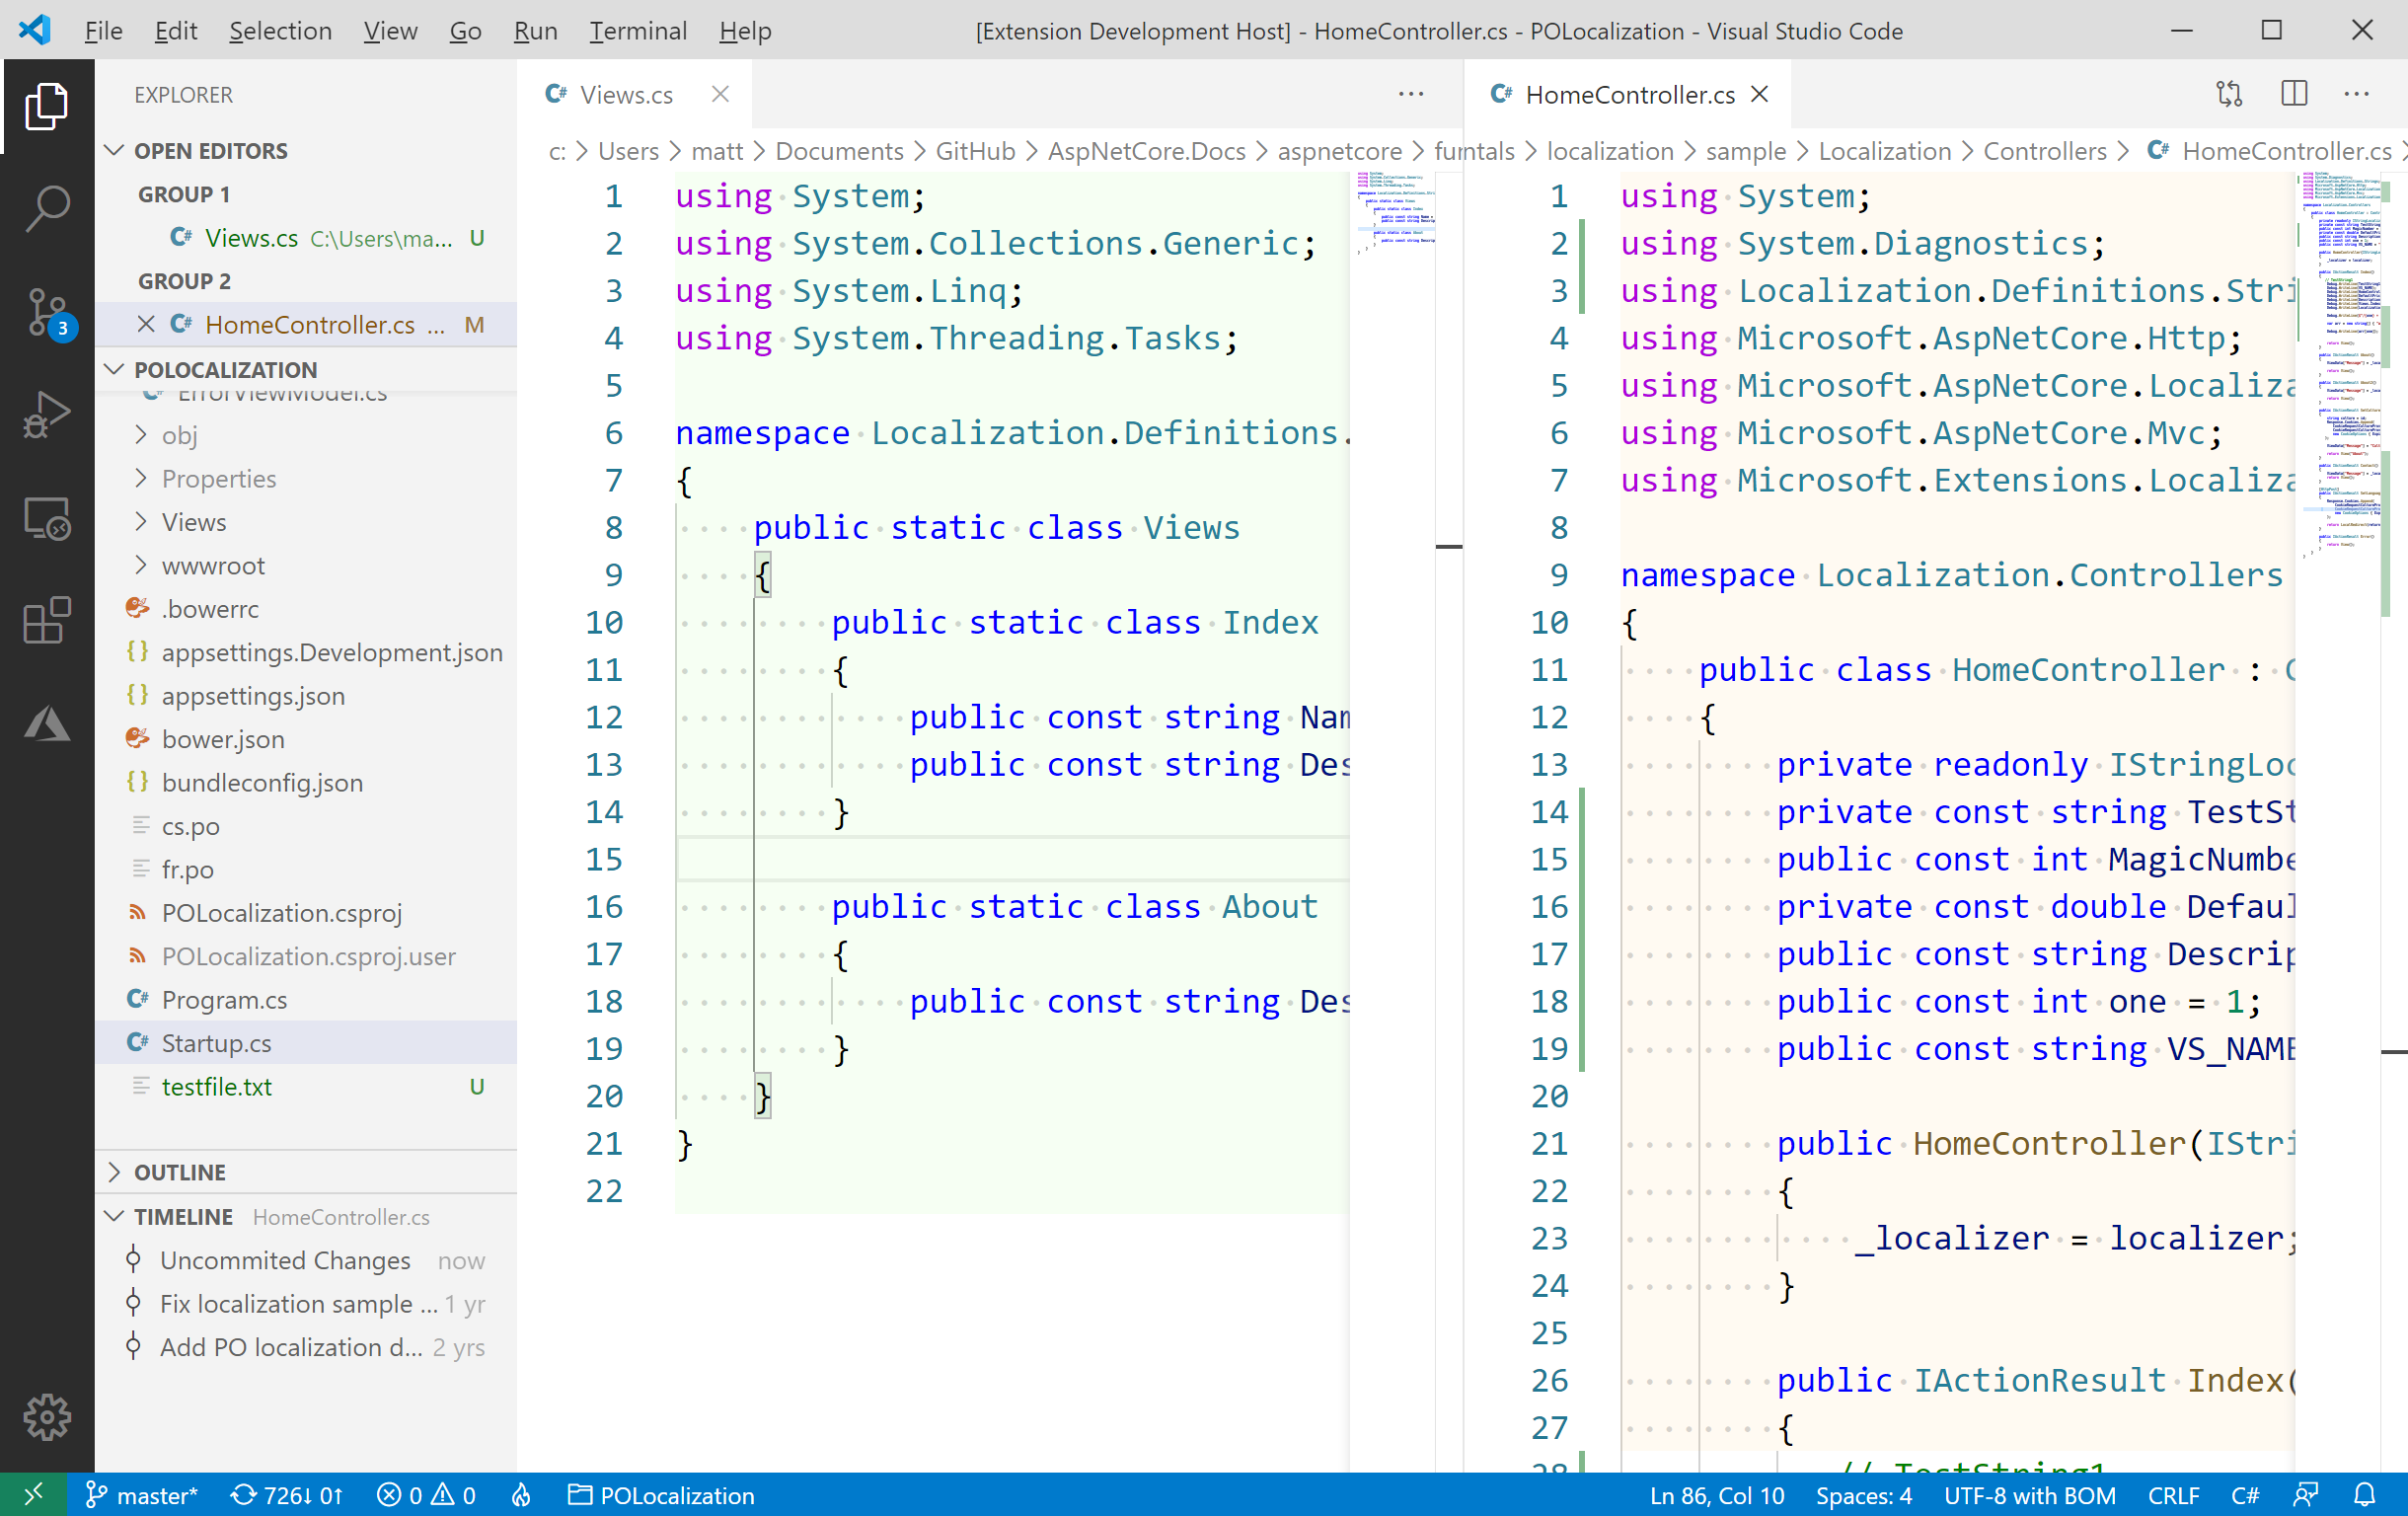 File Edit Selection View Go Run Terminal Help [Extension Development Host] - HomeController.cs - POLocalization - Visual Studio Code
EXPLORER
OPEN EDITORS
GROUP 1
C# Views.cs C:\Users\ma... U
GROUP 2
C# HomeController.cs ... M
3
POLOCALIZATION
C# ErrorViewModel.cs
obj
Properties
Views
wwwroot
.bowerrc
{} appsettings.Development.json
{} appsettings.json
bower.json
{} bundleconfig.json
cs.po
fr.po
POLocalization.csproj
POLocalization.csproj.user
C# Program.cs
C# Startup.cs
testfile.txt U
OUTLINE
TIMELINE HomeController.cs
Uncommited Changes now
Fix localization sample ... 1 yr
Add PO localization d... 2 yrs
C# Views.cs
c: > Users > matt > Documents > GitHub > AspNetCore.Docs > aspnetcore > fu
1 using System;
2 using System.Collections.Generic;
3 using System.Linq;
4 using System.Threading.Tasks;
5
6 namespace Localization.Definitions.
7 {
8 public static class Views
9 {
10 public static class Index
11 {
12 public const string Nam
13 public const string Des
14 }
15
16 public static class About
17 {
18 public const string Des
19 }
20 }
21 }
22
C# HomeController.cs
ntals > localization > sample > Localization > Controllers > C# HomeController.cs
1 using System;
2 using System.Diagnostics;
3 using Localization.Definitions.Stri
4 using Microsoft.AspNetCore.Http;
5 using Microsoft.AspNetCore.Localiza
6 using Microsoft.AspNetCore.Mvc;
7 using Microsoft.Extensions.Localiza
8
9 namespace Localization.Controllers
10 {
11 public class HomeController : C
12 {
13 private readonly IStringLoc
14 private const string TestSt
15 public const int MagicNumbe
16 private const double Defaul
17 public const string Descrip
18 public const int one = 1;
19 public const string VS_NAME
20
21 public HomeController(IStri
22 {
23 _localizer = localizer;
24 }
25
26 public IActionResult Index(
27 {
28 // TestString1
master* 726↓ 0↑ 0 0 POLocalization Ln 86, Col 10 Spaces: 4 UTF-8 with BOM CRLF C#